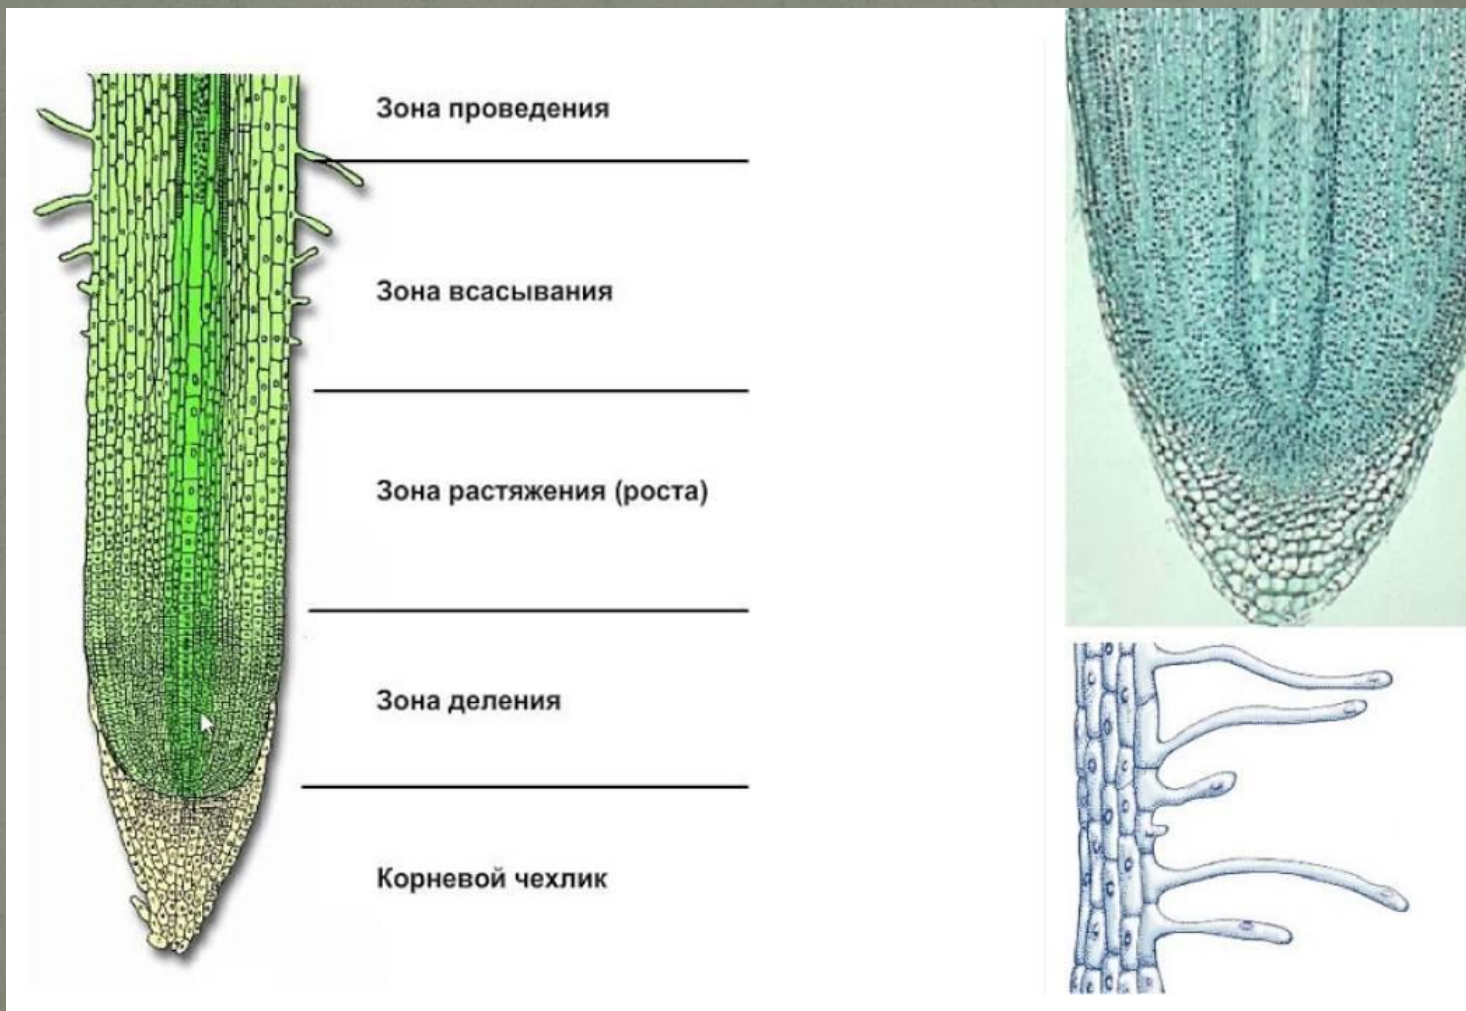 Зона проведения
Зона всасывания
Зона растяжения (роста)
Зона деления
Корневой чехлик